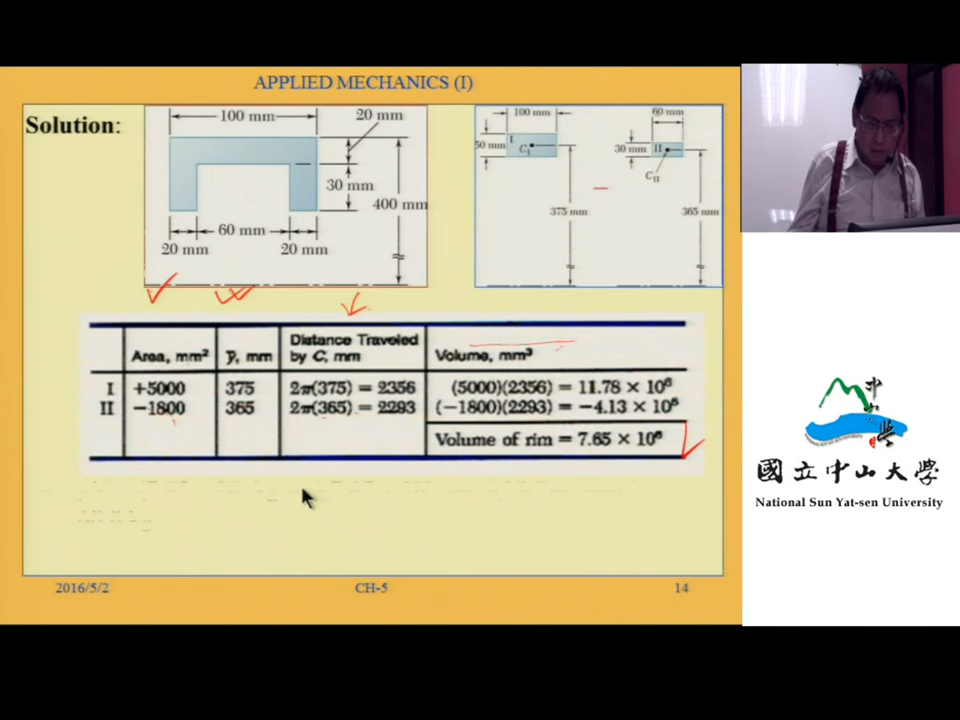 APPLIED MECHANICS (I)
Solution:
100 mm
20 mm
30 mm
400 mm
60 mm
20 mm
20 mm
100 mm
60 mm
50 mm
I
C_I
30 mm
II
C_II
375 mm
365 mm
Area, mm² ȳ, mm Distance Traveled by C, mm Volume, mm³
I +5000 375 2π(375) = 2356 (5000)(2356) = 11.78 × 10⁶
II −1800 365 2π(365) = 2293 (−1800)(2293) = −4.13 × 10⁶
Volume of rim = 7.65 × 10⁶
2016/5/2 CH-5 14
國立中山大學
National Sun Yat-sen University